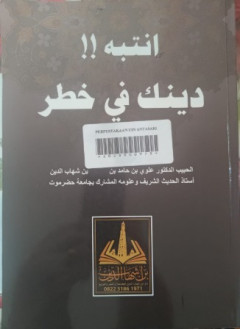 انتبه !!
دينك في خطر
الحبيب الدكتور علوي بن حامد بن بن شهاب الدين
أستاذ الحديث الشريف وعلومه المشارك بجامعة حضرموت